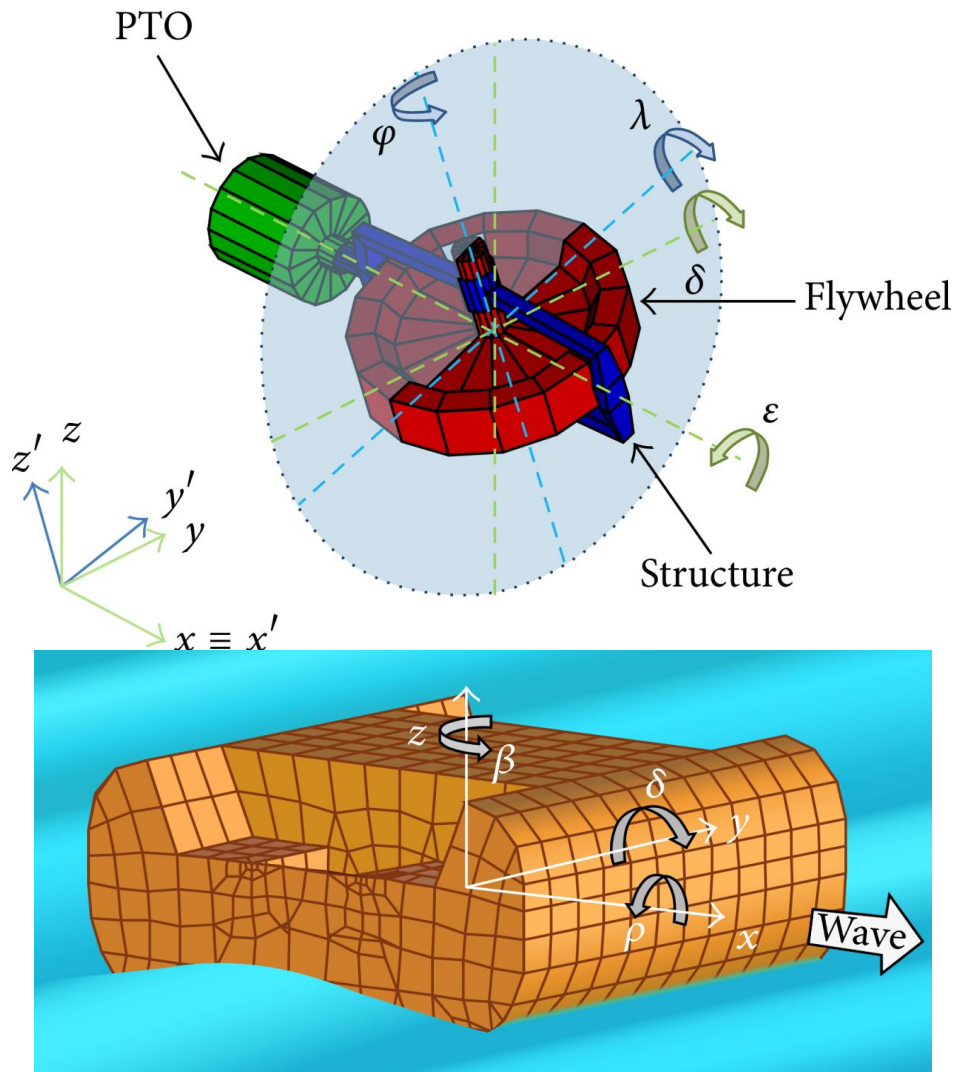 PTO
φ
λ
δ
Flywheel
ε
z′ z
y′
y
x ≡ x′
Structure
z
β
δ
y
ρ
x
Wave